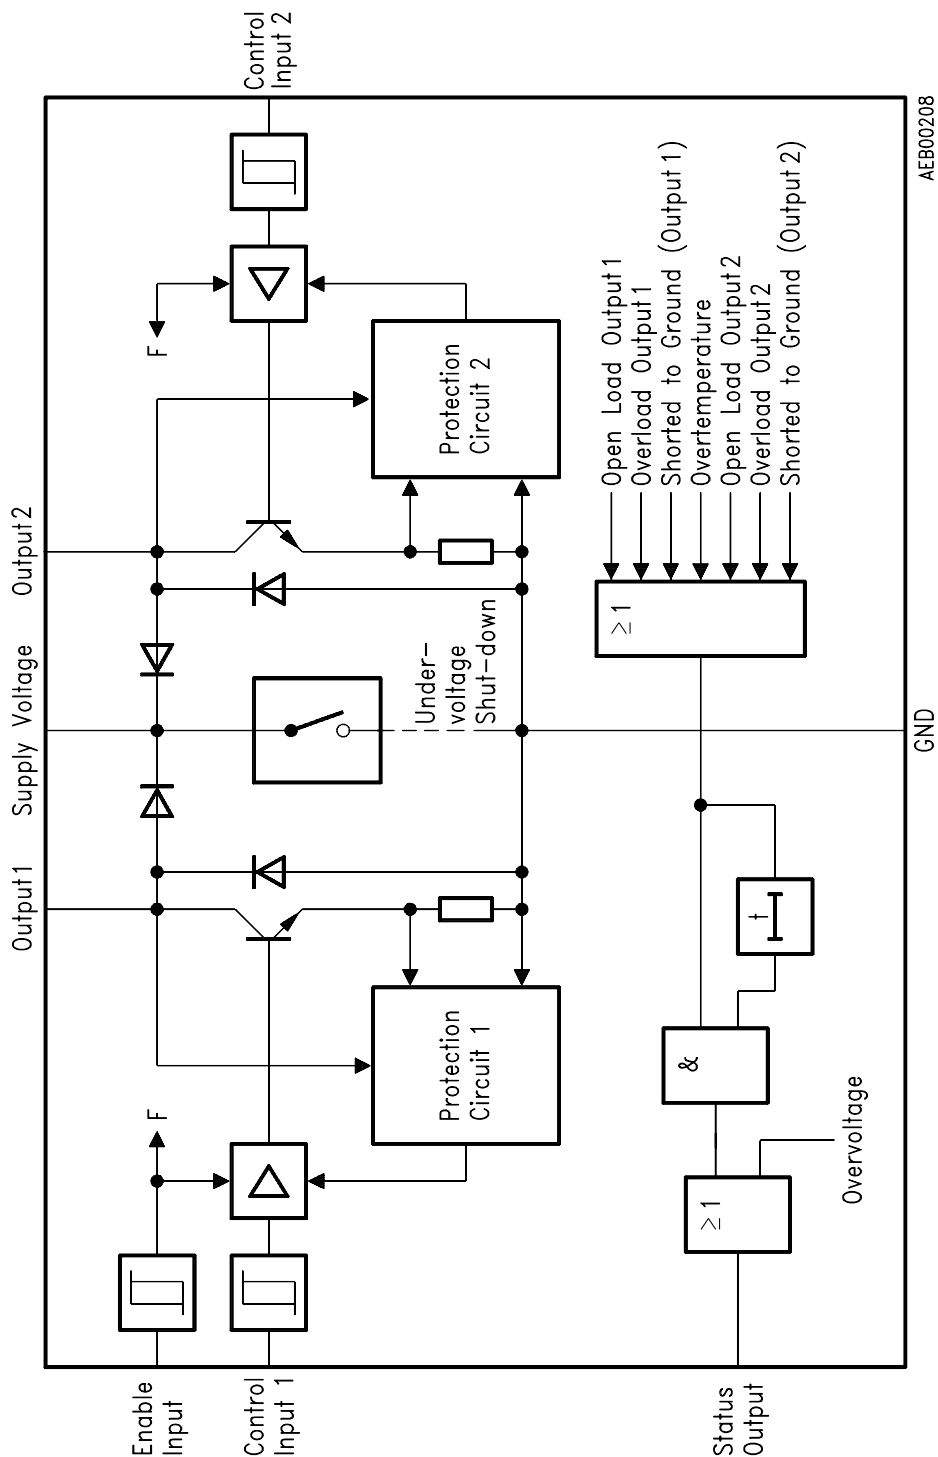 Output 1
Supply Voltage
Output 2
Enable
Input
F
F
Control
Input 1
Control
Input 2
Under-
voltage
Shut-down
Protection
Circuit 1
Protection
Circuit 2
≥ 1
Open Load Output 1
Overload Output 1
Shorted to Ground (Output 1)
Overtemperature
Open Load Output 2
Overload Output 2
Shorted to Ground (Output 2)
&
t
≥ 1
Status
Output
Overvoltage
GND
AEB00208